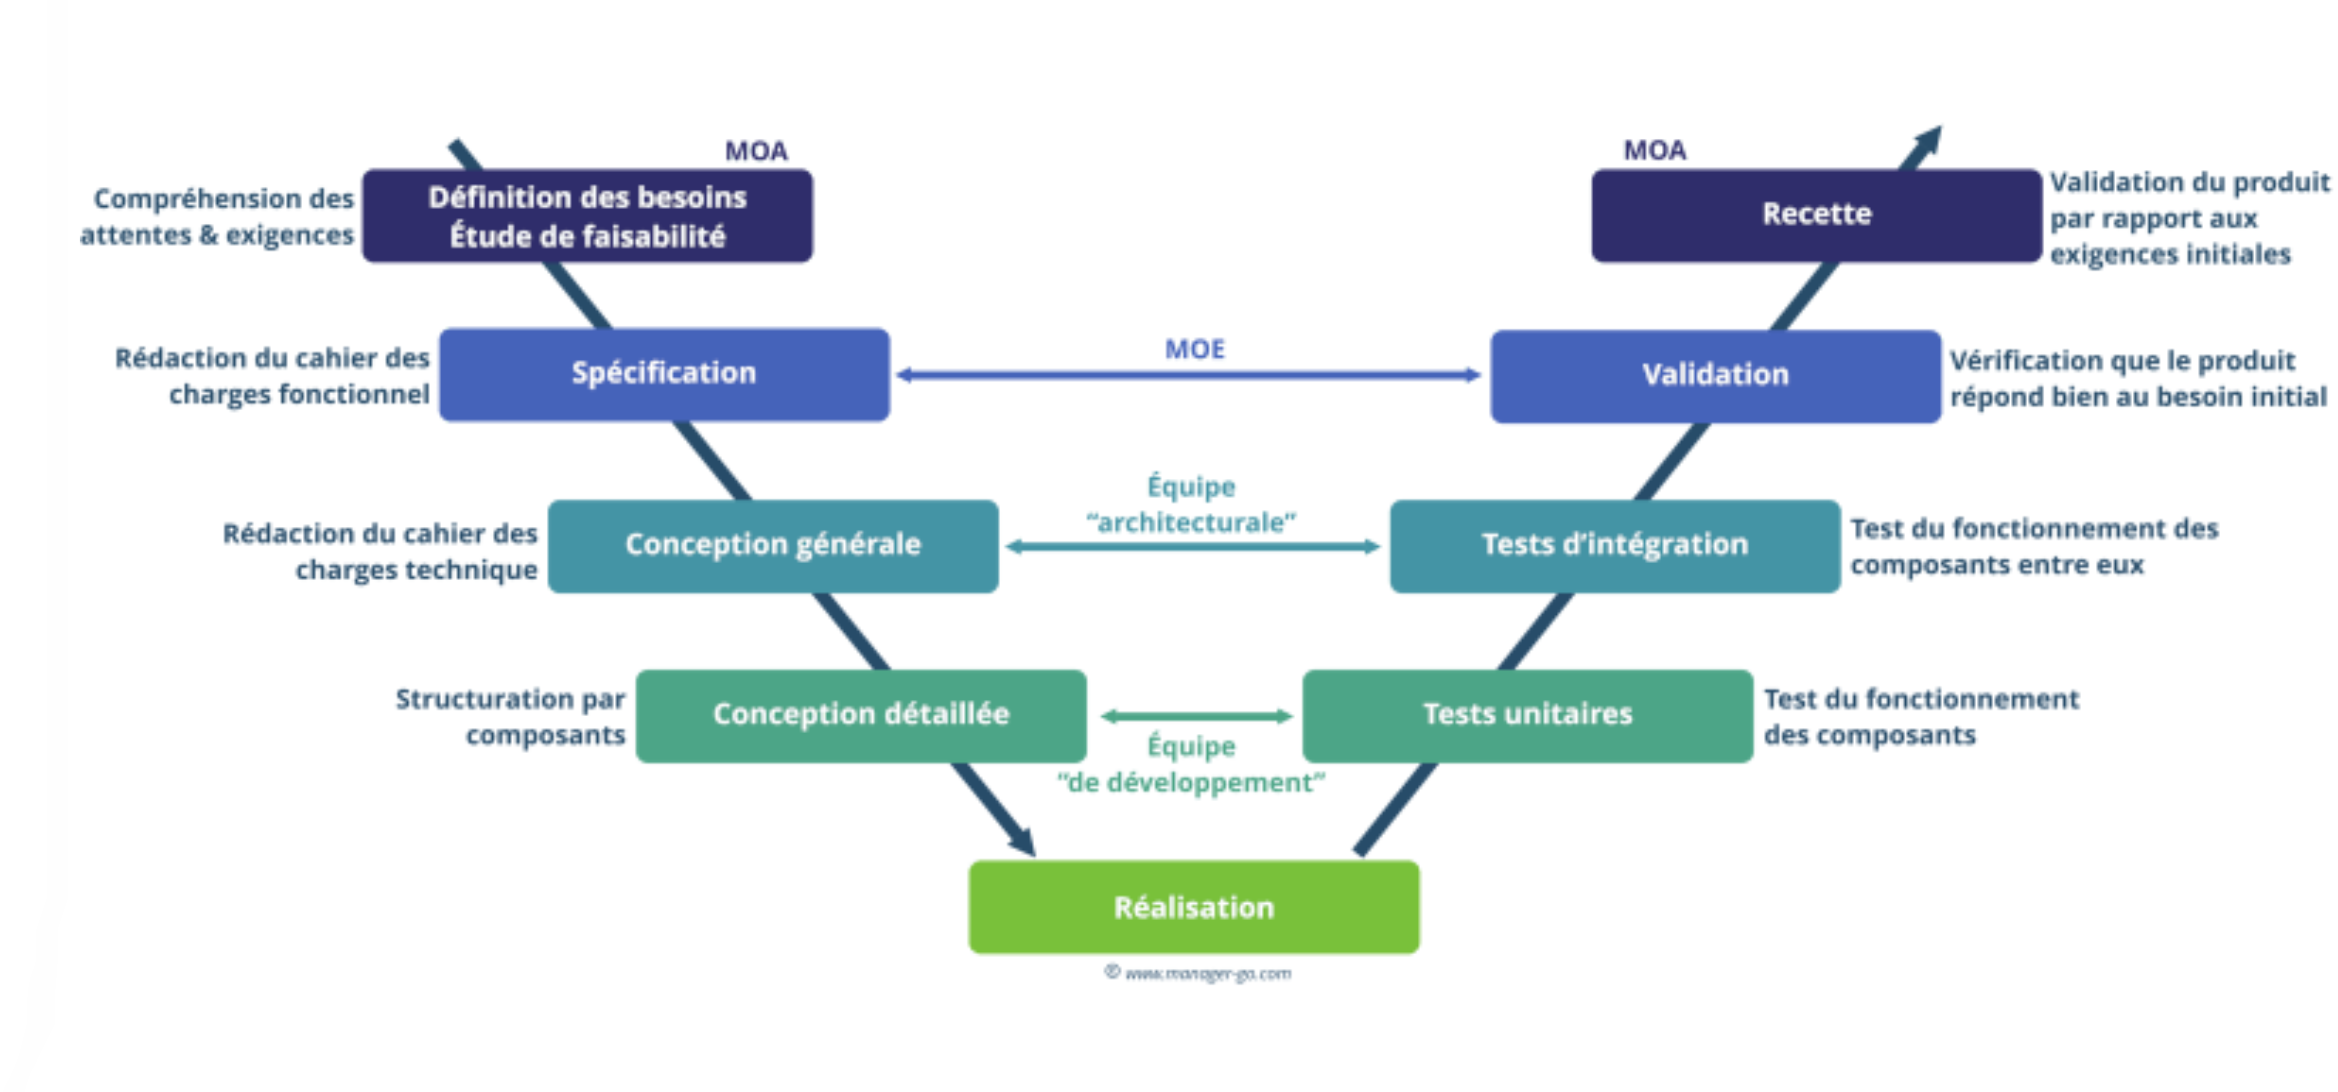 MOA
MOA
Compréhension des
attentes & exigences
Définition des besoins
Étude de faisabilité
Recette
Validation du produit
par rapport aux
exigences initiales
Rédaction du cahier des
charges fonctionnel
Spécification
MOE
Validation
Vérification que le produit
répond bien au besoin initial
Rédaction du cahier des
charges technique
Conception générale
Équipe
“architecturale”
Tests d’intégration
Test du fonctionnement des
composants entre eux
Structuration par
composants
Conception détaillée
Équipe
“de développement”
Tests unitaires
Test du fonctionnement
des composants
Réalisation
© www.manager-go.com